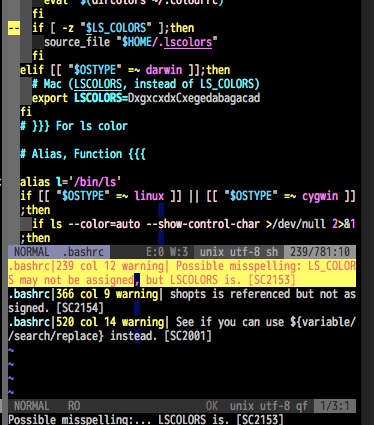 eval "$(dircolors ~/.colourrc)"
-- if [ -z "$LS_COLORS" ];then
source_file "$HOME/.lscolors"
fi
elif [[ "$OSTYPE" =~ darwin ]];then
# Mac (LSCOLORS, instead of LS_COLORS)
export LSCOLORS=DxgxcxdxCxegedabagacad
fi
# }}} For ls color
# Alias, Function {{{
alias l='/bin/ls'
if [[ "$OSTYPE" =~ linux ]] || [[ "$OSTYPE" =~ cygwin ]]
;then
if ls --color=auto --show-control-char >/dev/null 2>&1
;then
NORMAL .bashrc E:0 W:3 unix utf-8 sh 239/781:10
.bashrc|239 col 12 warning| Possible misspelling: LS_COLOR
S may not be assigned, but LSCOLORS is. [SC2153]
.bashrc|366 col 9 warning| shopts is referenced but not as
signed. [SC2154]
.bashrc|520 col 14 warning| See if you can use ${variable/
/search/replace} instead. [SC2001]
~
~
~
~
NORMAL RO OK unix utf-8 qf 1/3:1
Possible misspelling:... LSCOLORS is. [SC2153]